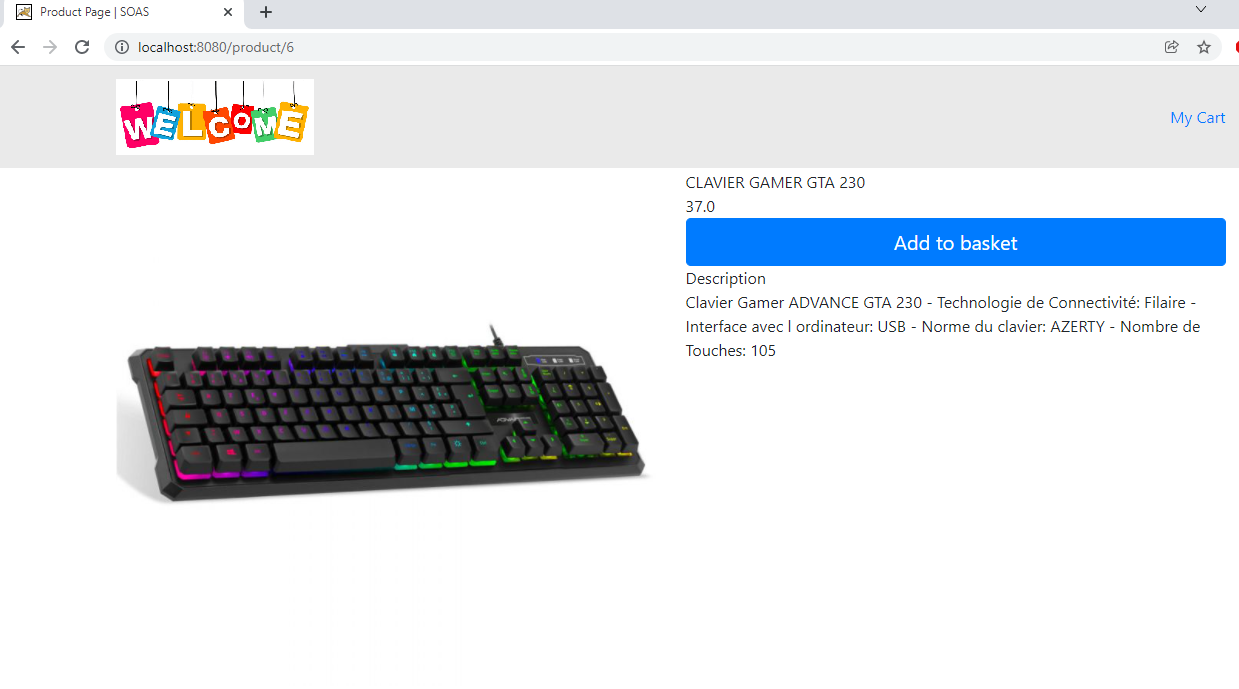 Product Page | SOAS
localhost:8080/product/6
WELCOME
My Cart
CLAVIER GAMER GTA 230
37.0
Add to basket
Description
Clavier Gamer ADVANCE GTA 230 - Technologie de Connectivité: Filaire -
Interface avec l ordinateur: USB - Norme du clavier: AZERTY - Nombre de
Touches: 105